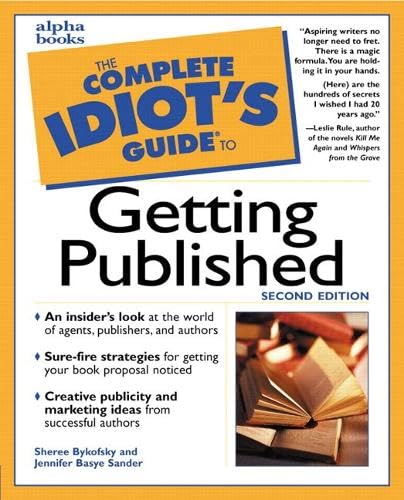 alpha
books
THE
COMPLETE
IDIOT'S
GUIDE® TO
"Aspiring writers
no longer need to fret.
There is a magic
formula. You are hold-
ing it in your hands.
(Here) are the
hundreds of secrets
I wished I had 20
years ago."
—Leslie Rule, author
of the novels Kill Me
Again and Whispers
from the Grave
Getting
Published
SECOND EDITION
An insider's look at the world
of agents, publishers, and authors
Sure-fire strategies for getting
your book proposal noticed
Creative publicity and
marketing ideas from
successful authors
Sheree Bykofsky and
Jennifer Basye Sander